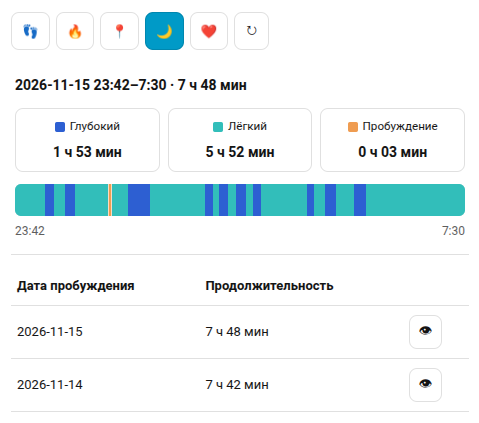 2026-11-15 23:42–7:30 · 7 ч 48 мин
Глубокий
1 ч 53 мин
Лёгкий
5 ч 52 мин
Пробуждение
0 ч 03 мин
23:42 7:30
Дата пробуждения Продолжительность
2026-11-15 7 ч 48 мин
2026-11-14 7 ч 42 мин